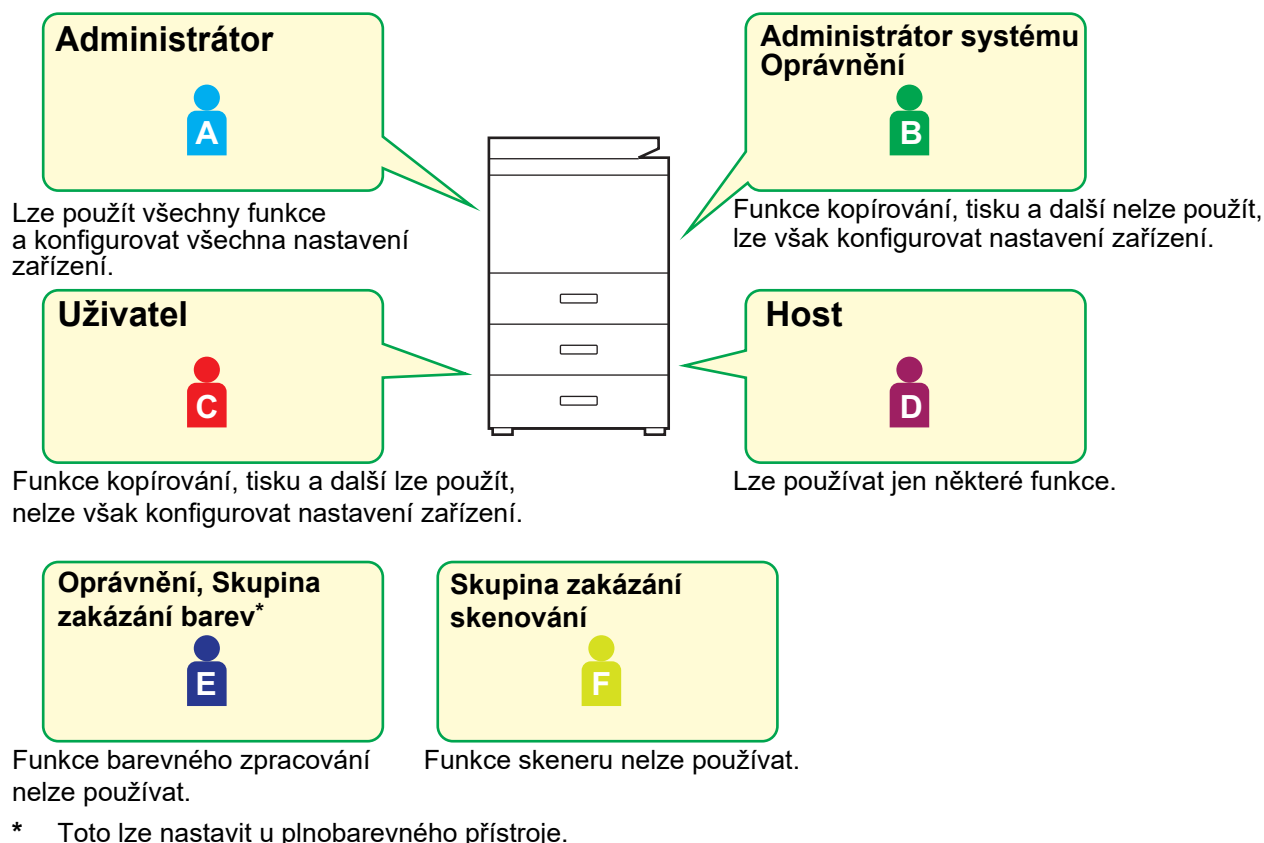 Administrátor
A
Lze použít všechny funkce
a konfigurovat všechna nastavení
zařízení.
Administrátor systému
Oprávnění
B
Funkce kopírování, tisku a další nelze použít,
lze však konfigurovat nastavení zařízení.
Uživatel
C
Funkce kopírování, tisku a další lze použít,
nelze však konfigurovat nastavení zařízení.
Host
D
Lze používat jen některé funkce.
Oprávnění, Skupina
zakázání barev*
E
Funkce barevného zpracování
nelze používat.
Skupina zakázání
skenování
F
Funkce skeneru nelze používat.
* Toto lze nastavit u plnobarevného přístroje.